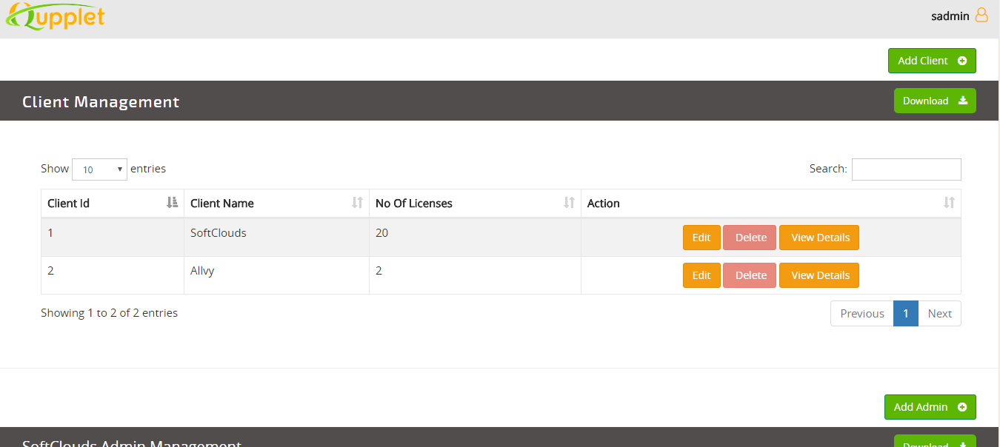 Qupplet
sadmin
Add Client
Client Management
Download
Show 10 entries
Search:
Client Id Client Name No Of Licenses Action
1 SoftClouds 20 Edit Delete View Details
2 Allvy 2 Edit Delete View Details
Showing 1 to 2 of 2 entries
Previous 1 Next
Add Admin
SoftClouds Admin Management
Download